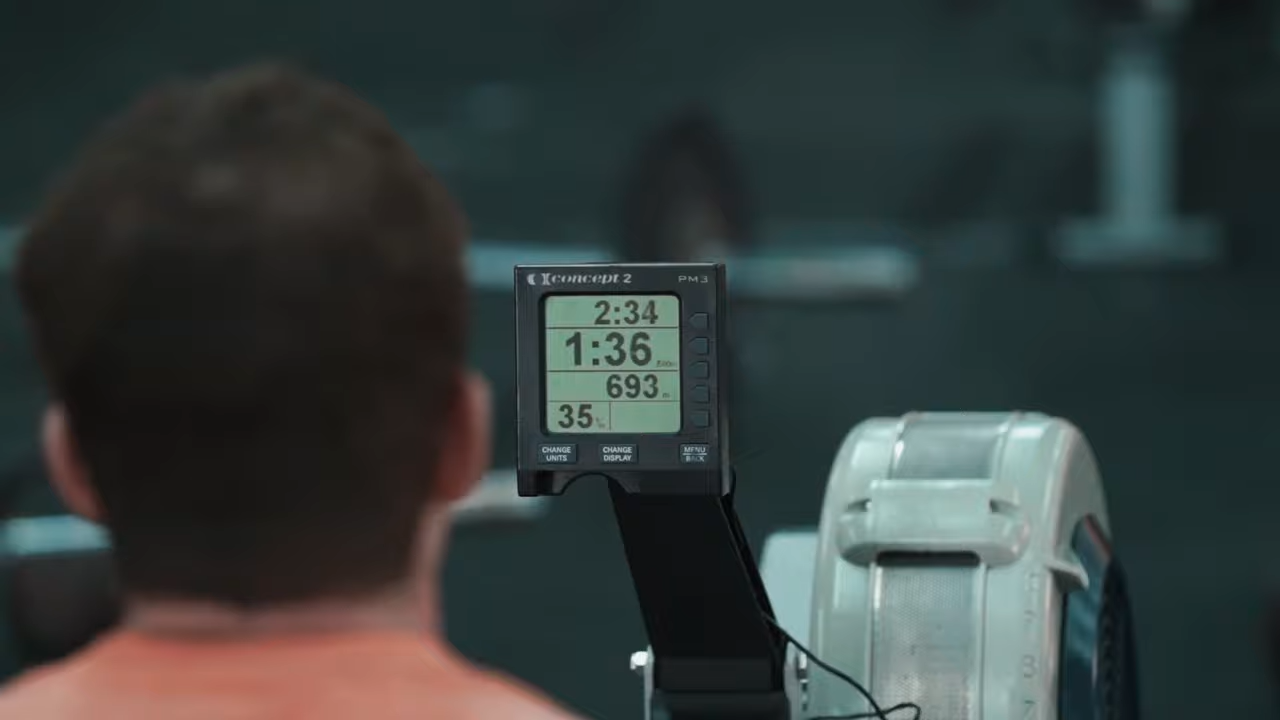 concept 2 PM3
2:34
1:36
693 m
35
CHANGE UNITS
CHANGE DISPLAY
MENU BACK